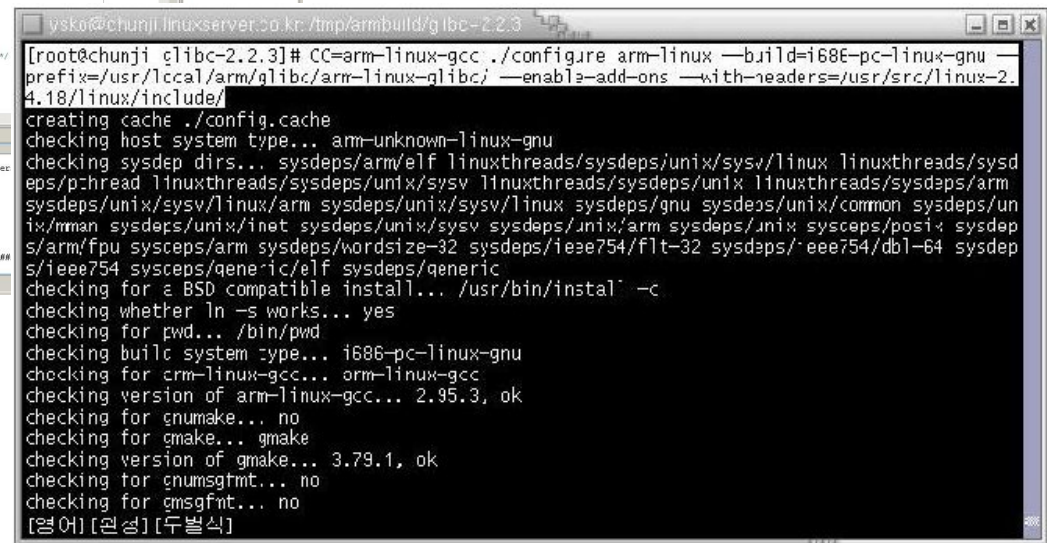 ysko@chunji.linuxserver.co.kr: /tmp/armbuild/glibc-2.2.3
[root@chunji glibc-2.2.3]# CC=arm-linux-gcc ./configure arm-linux --build=i686-pc-linux-gnu --
prefix=/usr/local/arm/glibc/arm-linux-glibc/ --enable-add-ons --with-headers=/usr/src/linux-2.
4.18/linux/include/
creating cache ./config.cache
checking host system type... arm-unknown-linux-gnu
checking sysdep dirs... sysdeps/arm/elf linuxthreads/sysdeps/unix/sysv/linux linuxthreads/sysd
eps/pthread linuxthreads/sysdeps/unix/sysv linuxthreads/sysdeps/unix linuxthreads/sysdeps/arm
sysdeps/unix/sysv/linux/arm sysdeps/unix/sysv/linux sysdeps/gnu sysdeps/unix/common sysdeps/un
ix/mman sysdeps/unix/inet sysdeps/unix/sysv sysdeps/unix/arm sysdeps/unix sysdeps/posix sysdep
s/arm/fpu sysdeps/arm sysdeps/wordsize-32 sysdeps/ieee754/flt-32 sysdeps/ieee754/dbl-64 sysdep
s/ieee754 sysdeps/generic/elf sysdeps/generic
checking for a BSD compatible install... /usr/bin/install -c
checking whether ln -s works... yes
checking for pwd... /bin/pwd
checking build system type... i686-pc-linux-gnu
checking for arm-linux-gcc... arm-linux-gcc
checking version of arm-linux-gcc... 2.95.3, ok
checking for gnumake... no
checking for gmake... gmake
checking version of gmake... 3.79.1, ok
checking for gnumsgfmt... no
checking for gmsgfmt... no
[영어][완성][두벌식]